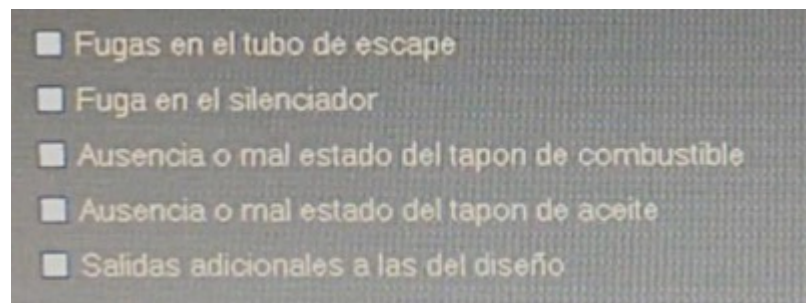 Fugas en el tubo de escape
Fuga en el silenciador
Ausencia o mal estado del tapon de combustible
Ausencia o mal estado del tapon de aceite
Salidas adicionales a las del diseño